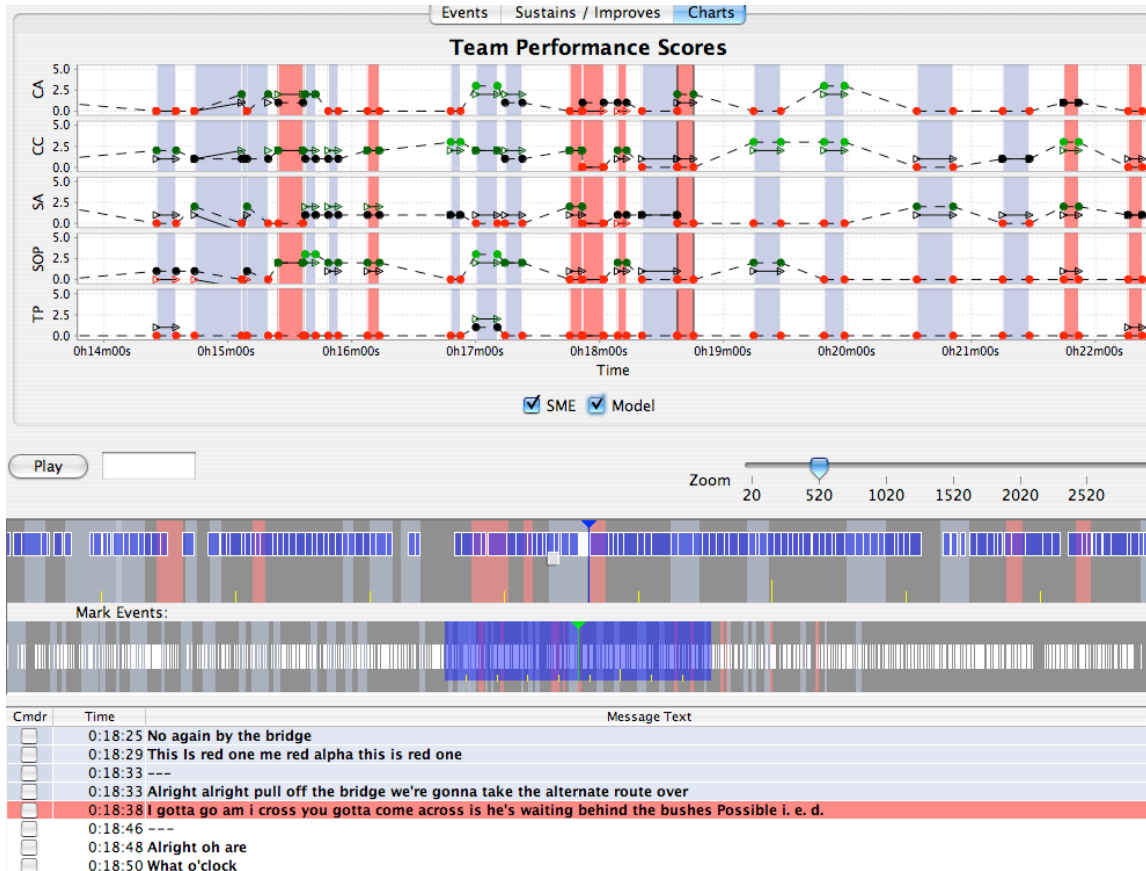 Events Sustains / Improves Charts
Team Performance Scores
CA 5.0 2.5 0.0
CC 5.0 2.5 0.0
SA 5.0 2.5 0.0
SOP 5.0 2.5 0.0
TP 5.0 2.5 0.0
0h14m00s 0h15m00s 0h16m00s 0h17m00s 0h18m00s 0h19m00s 0h20m00s 0h21m00s 0h22m00s
Time
SME Model
Play
Zoom
20 520 1020 1520 2020 2520
Mark Events:
Cmdr Time Message Text
0:18:25 No again by the bridge
0:18:29 This Is red one me red alpha this is red one
0:18:33 ---
0:18:33 Alright alright pull off the bridge we're gonna take the alternate route over
0:18:38 I gotta go am i cross you gotta come across is he's waiting behind the bushes Possible i. e. d.
0:18:46 ---
0:18:48 Alright oh are
0:18:50 What o'clock